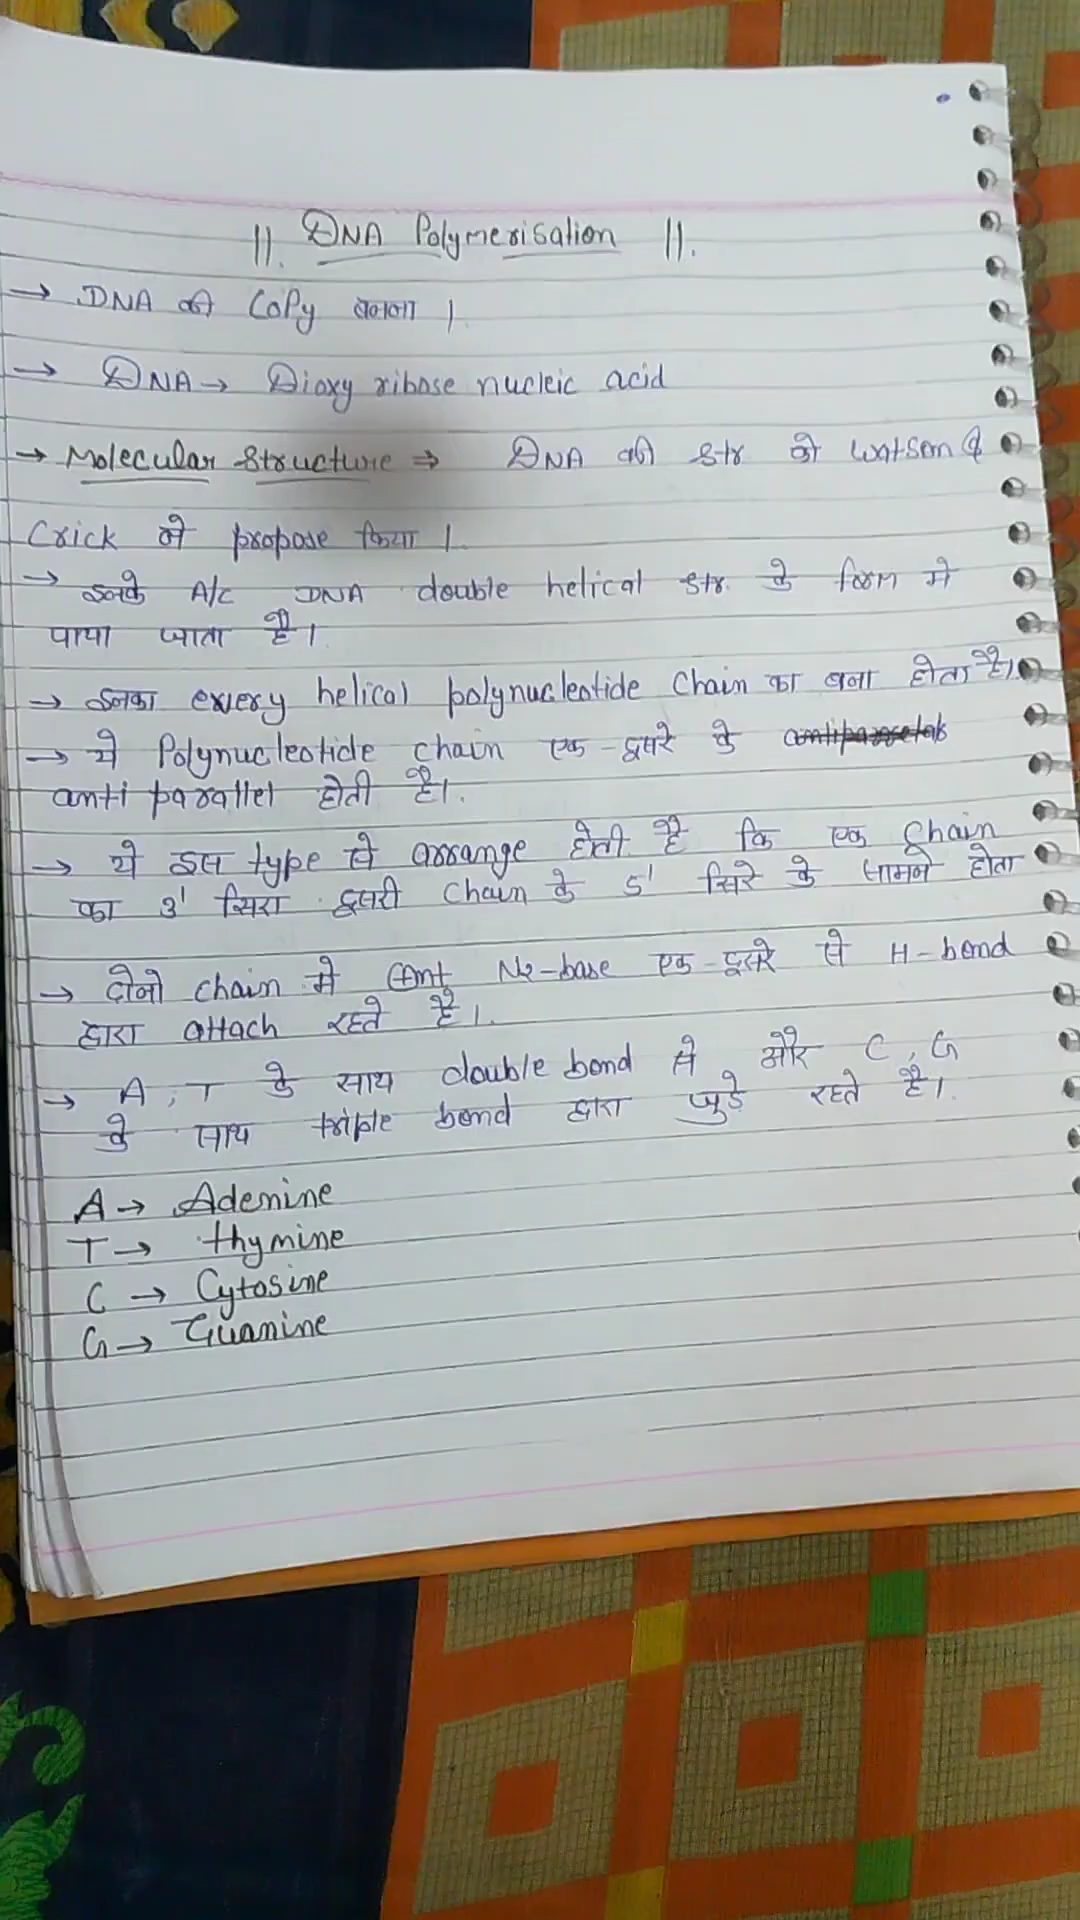 ||. DNA Polymerisation ||.
→ DNA की Copy बनना |
→ DNA → Dioxy ribose nucleic acid
→ Molecular Structure ⇒ DNA की str को Watson &
Crick ने propose किया |
→ इनके A/c DNA double helical str. के form मे
पाया जाता है।
→ इनका every helical polynucleotide Chain का बना होता है।
→ ये Polynucleotide chain एक-दूसरे के
anti parallel होती है।
→ ये इस type से arrange होती है कि एक Chain
का 3' सिरा दूसरी Chain के 5' सिरे के सामने होता
→ दोनो chain मे N2-base एक-दूसरे से H-bond
द्वारा attach रहते है।
→ A, T के साथ double bond से और C, G
के साथ triple bond द्वारा जुड़े रहते है।
A → Adenine
T → thymine
C → Cytosine
G → Guanine